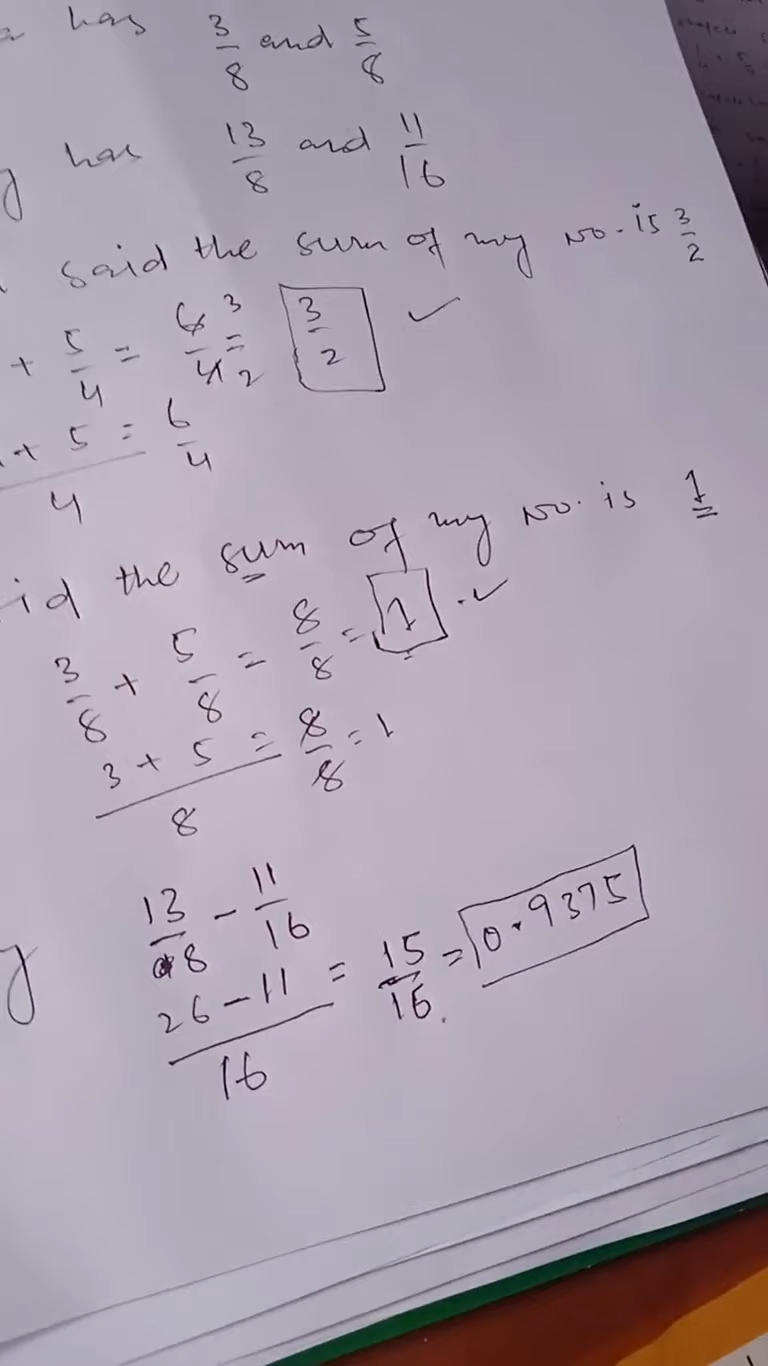 has 3/8 and 5/8
y has 13/8 and 11/16
said the sum of my no. is 3/2
+ 5/4 = 6/4 3/2 = 3/2 ✓
+ 5 = 6/4
4
id the sum of my no. is 1
3/8 + 5/8 = 8/8 = 1 .✓
3 + 5 = 8/8 = 1
8
13/8 - 11/16
y
26 - 11 = 15/16 = 0.9375
16